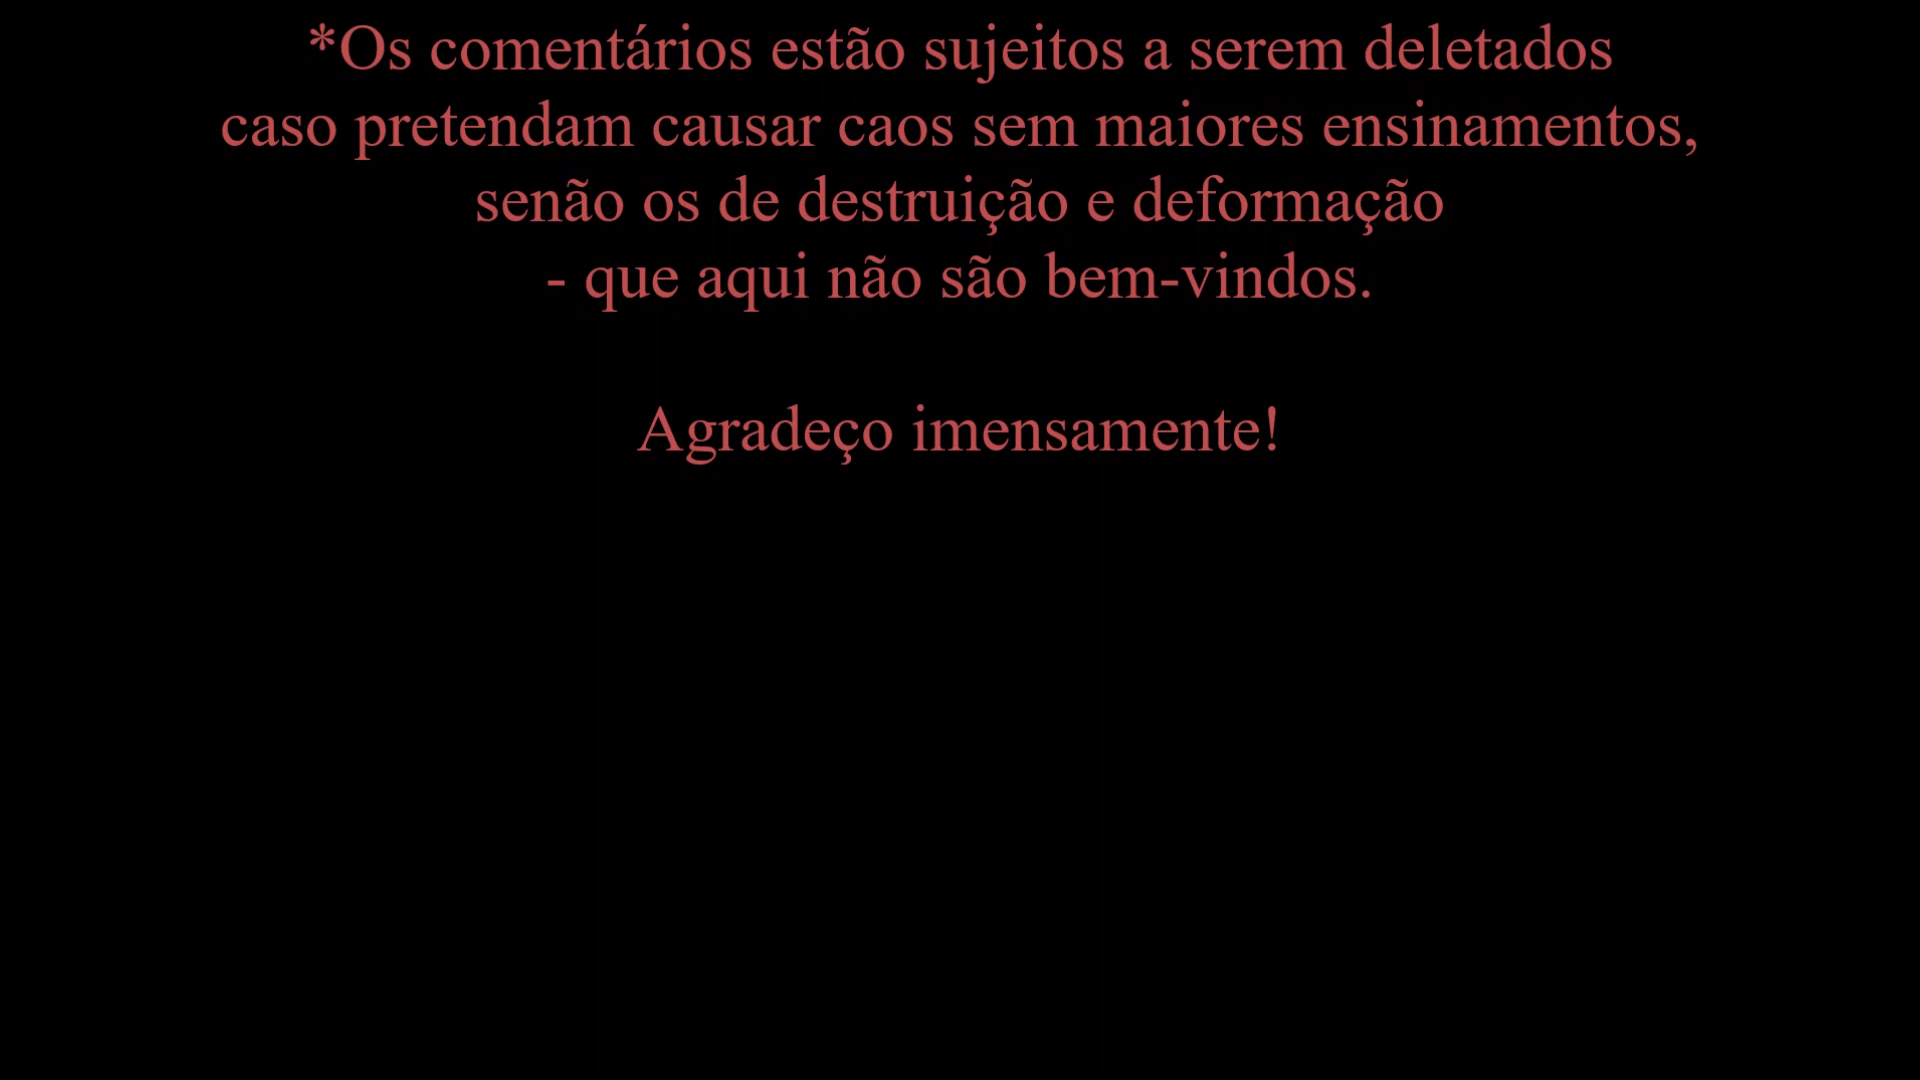 *Os comentários estão sujeitos a serem deletados
caso pretendam causar caos sem maiores ensinamentos,
senão os de destruição e deformação
- que aqui não são bem-vindos.
Agradeço imensamente!